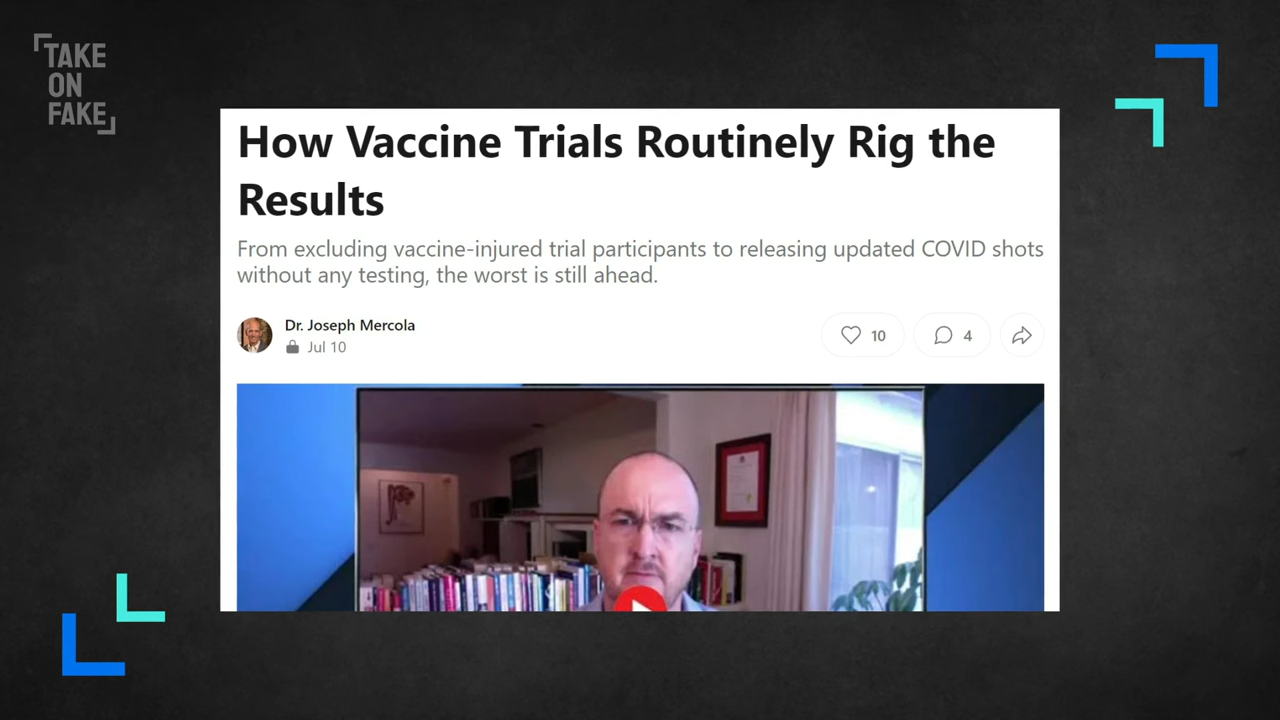 TAKE
ON
FAKE
How Vaccine Trials Routinely Rig the
Results
From excluding vaccine-injured trial participants to releasing updated COVID shots
without any testing, the worst is still ahead.
Dr. Joseph Mercola
Jul 10
10
4